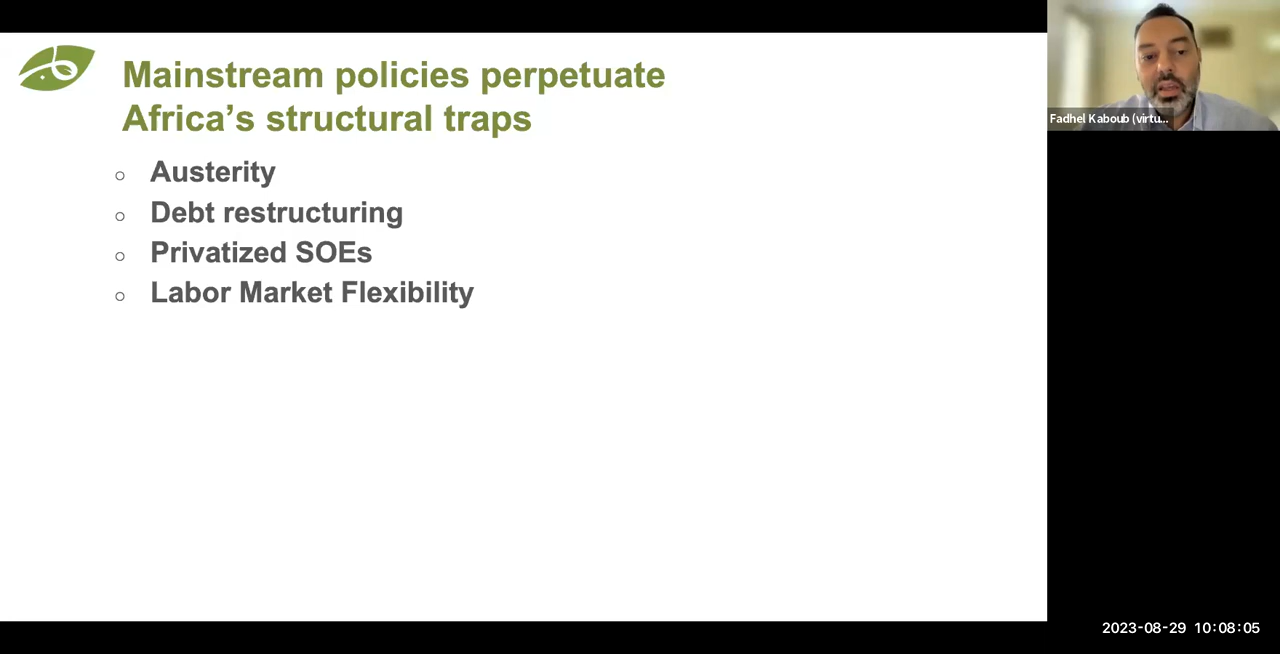 Mainstream policies perpetuate
Africa’s structural traps
Austerity
Debt restructuring
Privatized SOEs
Labor Market Flexibility
Fadhel Kaboub (virtu...
2023-08-29 10:08:05